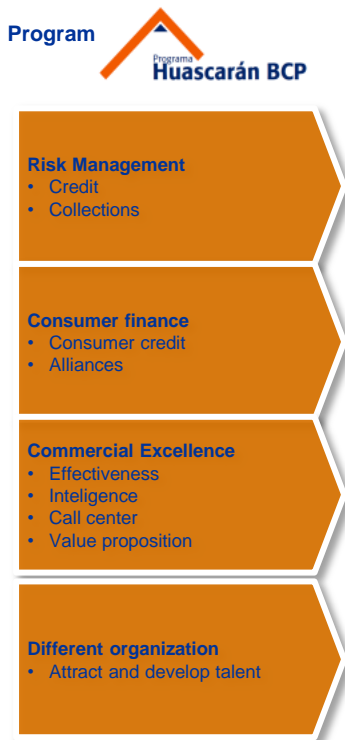 Program
Programa
Huascarán BCP
Risk Management
• Credit
• Collections
Consumer finance
• Consumer credit
• Alliances
Commercial Excellence
• Effectiveness
• Inteligence
• Call center
• Value proposition
Different organization
• Attract and develop talent